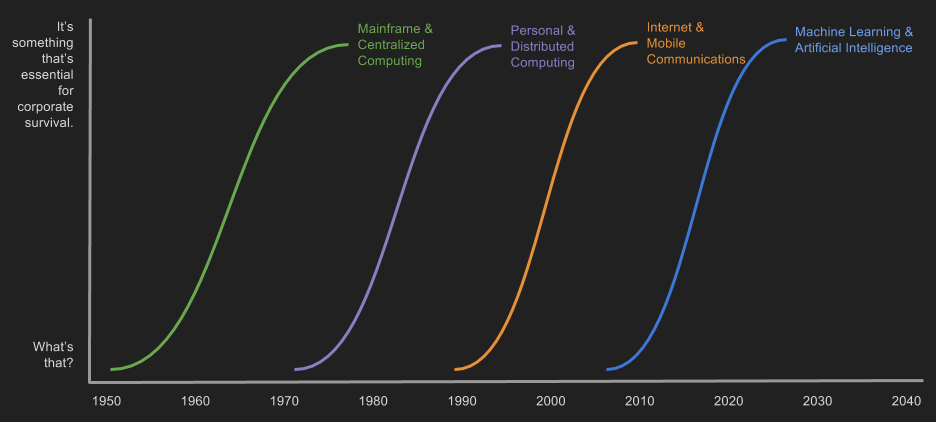 It's
something
that's
essential
for
corporate
survival.
Mainframe &
Centralized
Computing
Personal &
Distributed
Computing
Internet &
Mobile
Communications
Machine Learning &
Artificial Intelligence
What's
that?
1950 1960 1970 1980 1990 2000 2010 2020 2030 2040